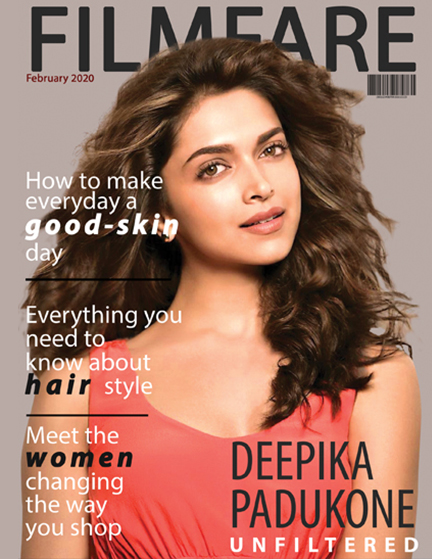 FILMFARE
February 2020
How to make
everyday a
good-skin
day
Everything you
need to
know about
hair style
Meet the
women
changing
the way
you shop
DEEPIKA
PADUKONE
UNFILTERED